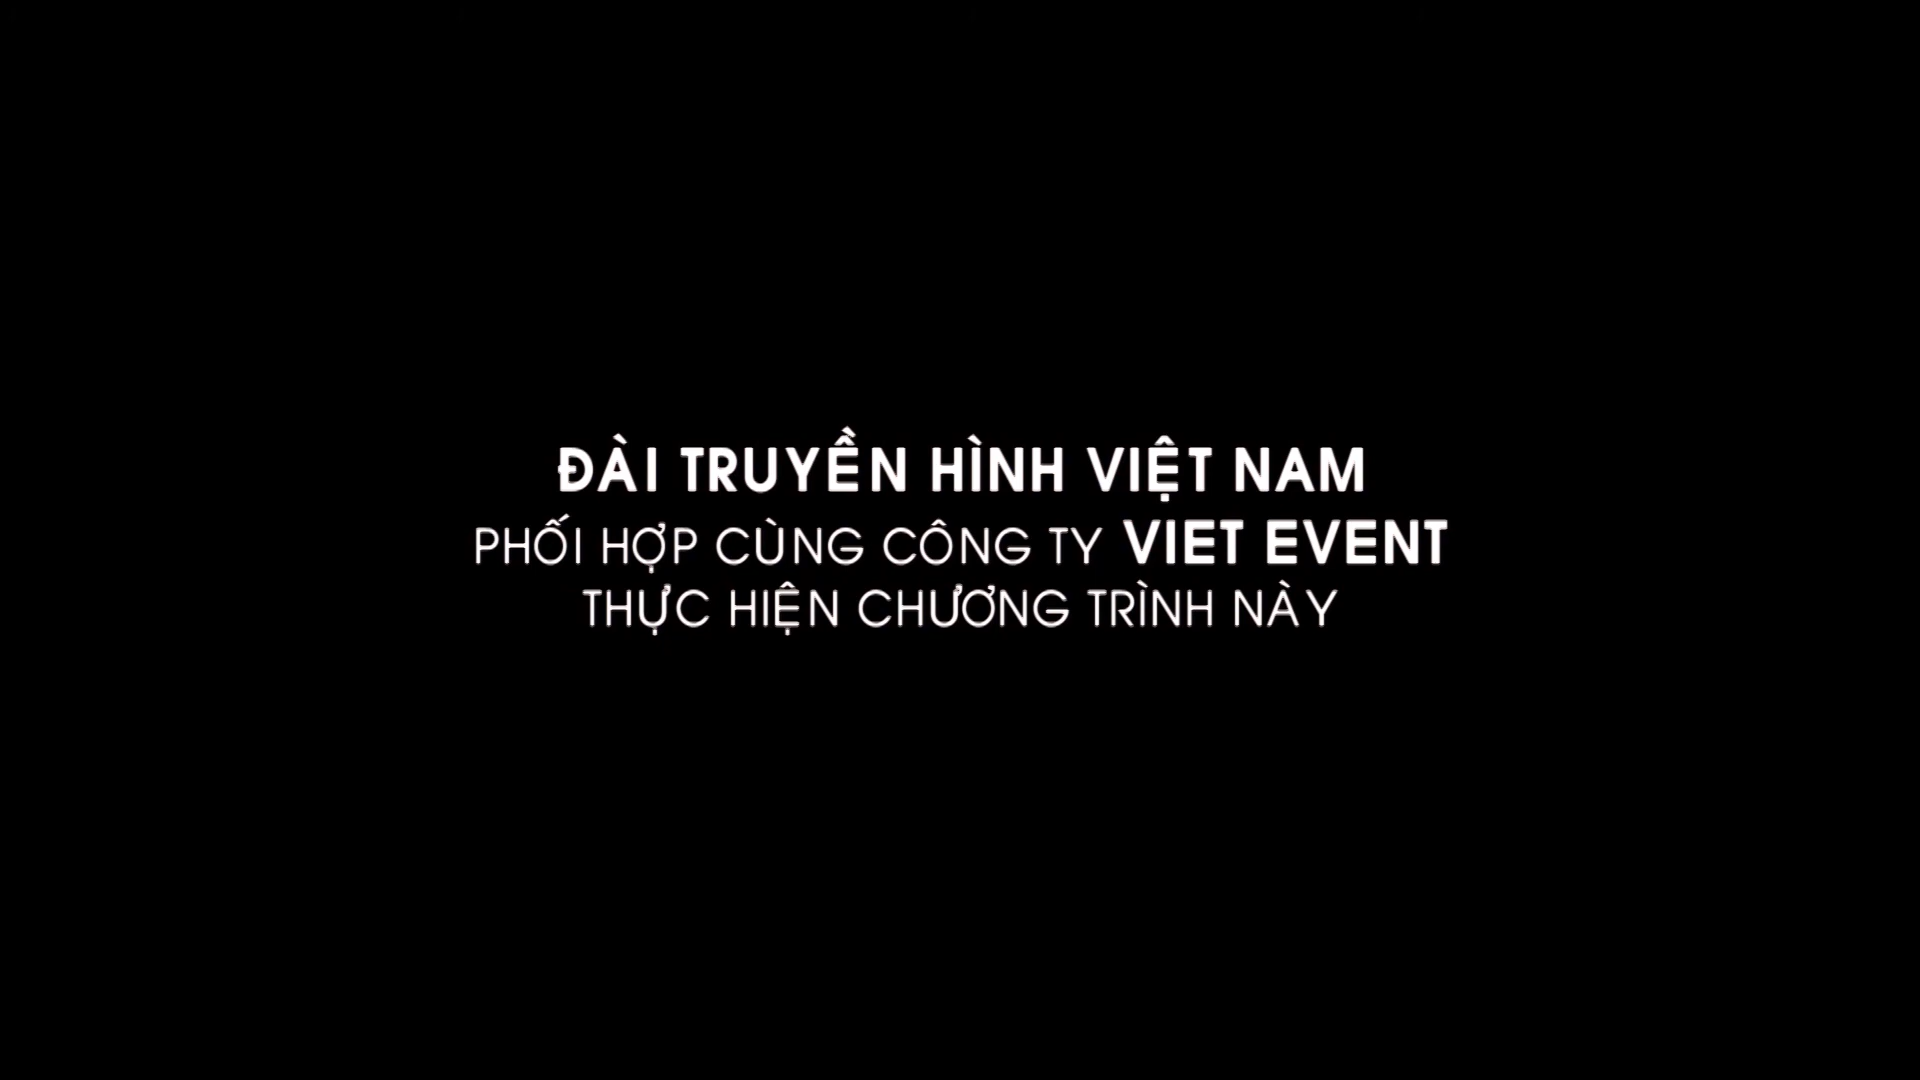 ĐÀI TRUYỀN HÌNH VIỆT NAM
PHỐI HỢP CÙNG CÔNG TY VIET EVENT
THỰC HIỆN CHƯƠNG TRÌNH NÀY